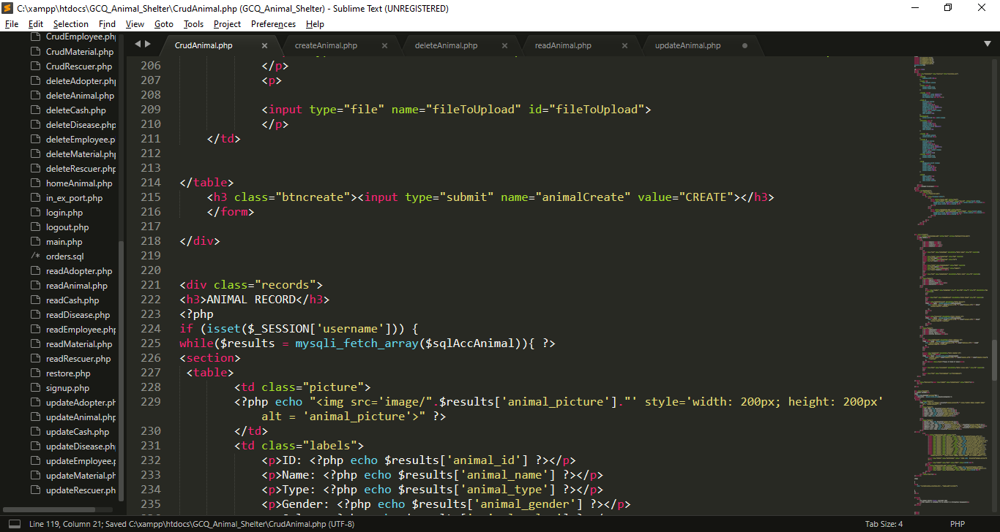 C:\xampp\htdocs\GCQ_Animal_Shelter\CrudAnimal.php (GCQ_Animal_Shelter) - Sublime Text (UNREGISTERED)
File Edit Selection Find View Goto Tools Project Preferences Help
CrudEmployee.ph
CrudMaterial.php
CrudRescuer.php
deleteAdopter.ph
deleteAnimal.php
deleteCash.php
deleteDisease.php
deleteEmployee.p
deleteMaterial.ph
deleteRescuer.php
homeAnimal.php
in_ex_port.php
login.php
logout.php
main.php
/* orders.sql
readAdopter.php
readAnimal.php
readCash.php
readDisease.php
readEmployee.php
readMaterial.php
readRescuer.php
restore.php
signup.php
updateAdopter.ph
updateAnimal.php
updateCash.php
updateDisease.ph
updateEmployee.p
updateMaterial.ph
updateRescuer.ph
CrudAnimal.php × createAnimal.php × deleteAnimal.php × readAnimal.php × updateAnimal.php
206 </p>
207 <p>
208
209 <input type="file" name="fileToUpload" id="fileToUpload">
210 </p>
211 </td>
212
213
214 </table>
215 <h3 class="btncreate"><input type="submit" name="animalCreate" value="CREATE"></h3>
216 </form>
217
218 </div>
219
220
221 <div class="records">
222 <h3>ANIMAL RECORD</h3>
223 <?php
224 if (isset($_SESSION['username'])) {
225 while($results = mysqli_fetch_array($sqlAccAnimal)){ ?>
226 <section>
227 <table>
228 <td class="picture">
229 <?php echo "<img src='image/".$results['animal_picture']."' style='width: 200px; height: 200px'
alt = 'animal_picture'>" ?>
230 </td>
231 <td class="labels">
232 <p>ID: <?php echo $results['animal_id'] ?></p>
233 <p>Name: <?php echo $results['animal_name'] ?></p>
234 <p>Type: <?php echo $results['animal_type'] ?></p>
235 <p>Gender: <?php echo $results['animal_gender'] ?></p>
Line 119, Column 21; Saved C:\xampp\htdocs\GCQ_Animal_Shelter\CrudAnimal.php (UTF-8)
Tab Size: 4 PHP